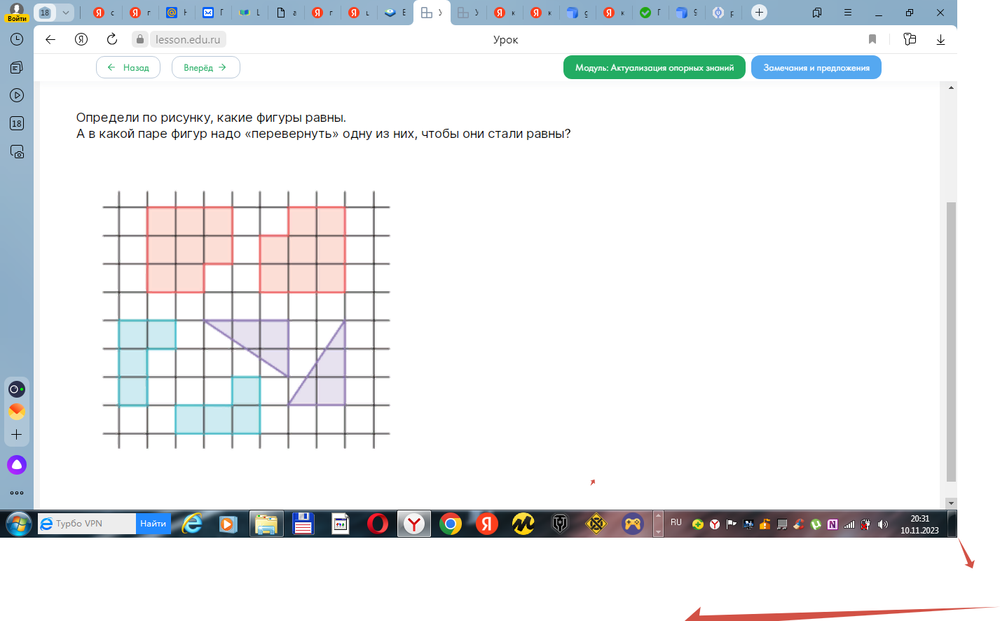 18
Войти
lesson.edu.ru
Урок
Назад
Вперёд
Модуль: Актуализация опорных знаний
Замечания и предложения
18
Определи по рисунку, какие фигуры равны.
А в какой паре фигур надо «перевернуть» одну из них, чтобы они стали равны?
Турбо VPN
Найти
RU
20:31
10.11.2023